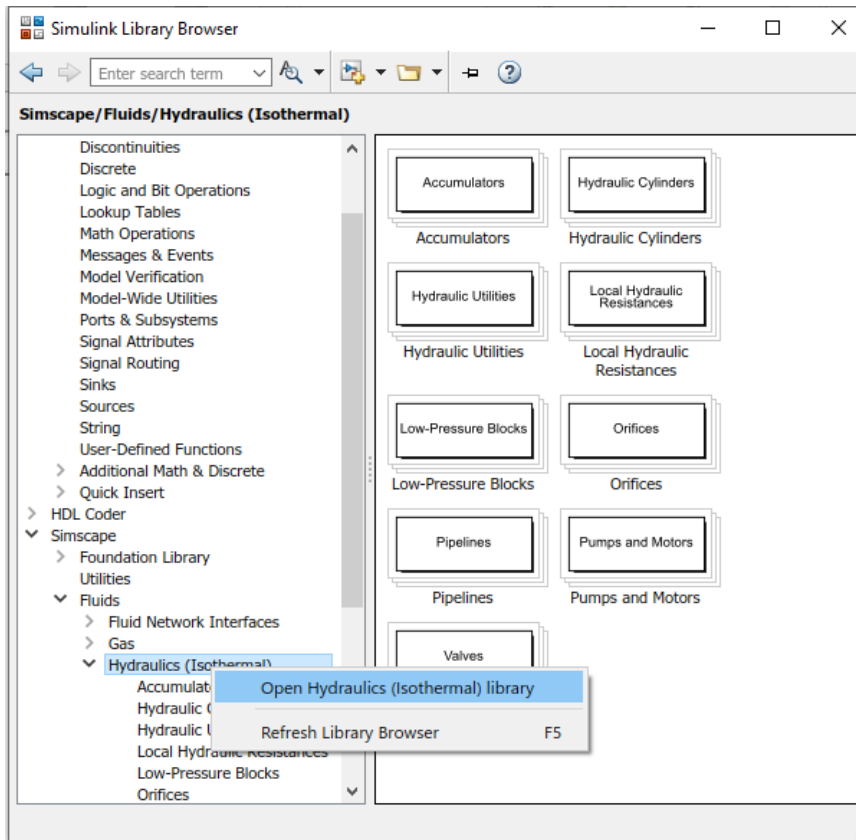 Simulink Library Browser
Enter search term
Simscape/Fluids/Hydraulics (Isothermal)
Discontinuities
Discrete
Logic and Bit Operations
Lookup Tables
Math Operations
Messages & Events
Model Verification
Model-Wide Utilities
Ports & Subsystems
Signal Attributes
Signal Routing
Sinks
Sources
String
User-Defined Functions
Additional Math & Discrete
Quick Insert
HDL Coder
Simscape
Foundation Library
Utilities
Fluids
Fluid Network Interfaces
Gas
Hydraulics (Isothermal)
Hydraulic
Hydraulic
Local Hydraulic Resistances
Low-Pressure Blocks
Orifices
Accumulators
Accumulators
Hydraulic Cylinders
Hydraulic Cylinders
Hydraulic Utilities
Hydraulic Utilities
Local Hydraulic
Resistances
Local Hydraulic
Resistances
Low-Pressure Blocks
Low-Pressure Blocks
Orifices
Orifices
Pipelines
Pipelines
Pumps and Motors
Pumps and Motors
Valves
Open Hydraulics (Isothermal) library
Refresh Library Browser F5